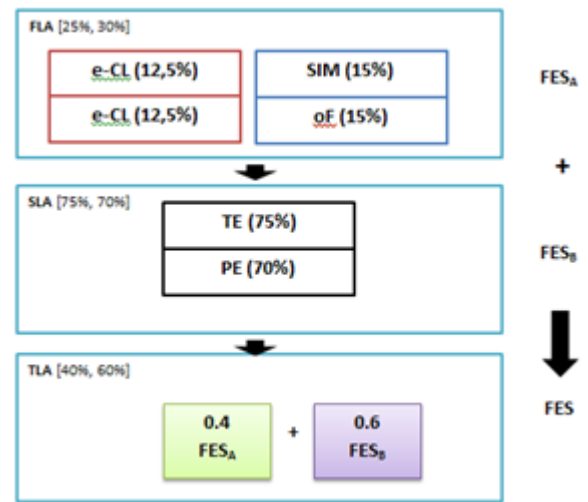 FLA [25%, 30%]
e-CL (12,5%)
e-CL (12,5%)
SIM (15%)
oF (15%)
FES_A
+
SLA [75%, 70%]
TE (75%)
PE (70%)
FES_B
TLA [40%, 60%]
0.4
FES_A
+
0.6
FES_B
FES